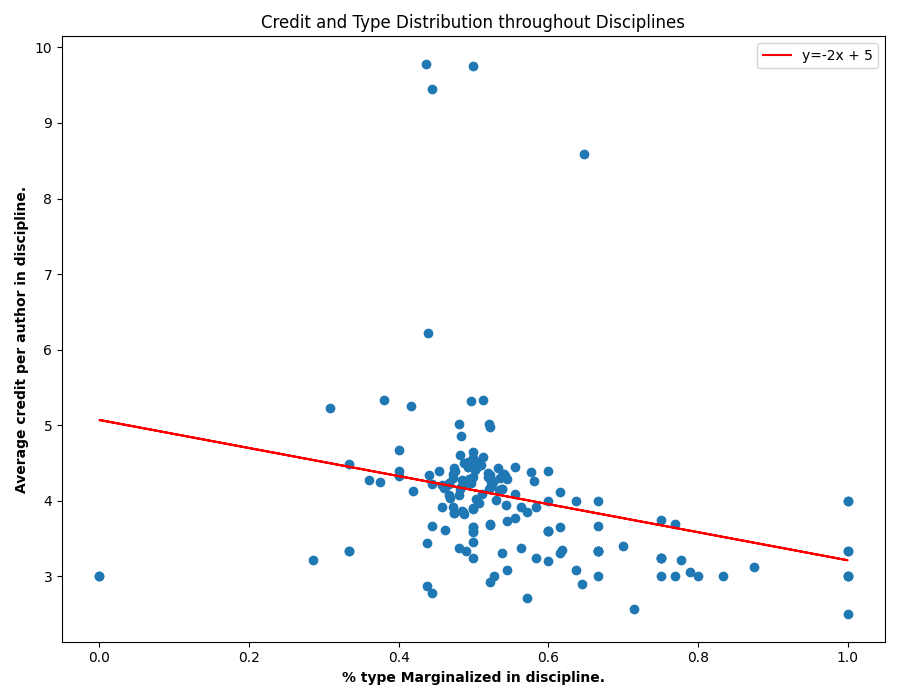 Credit and Type Distribution throughout Disciplines
y=-2x + 5
Average credit per author in discipline.
10
9
8
7
6
5
4
3
0.0 0.2 0.4 0.6 0.8 1.0
% type Marginalized in discipline.